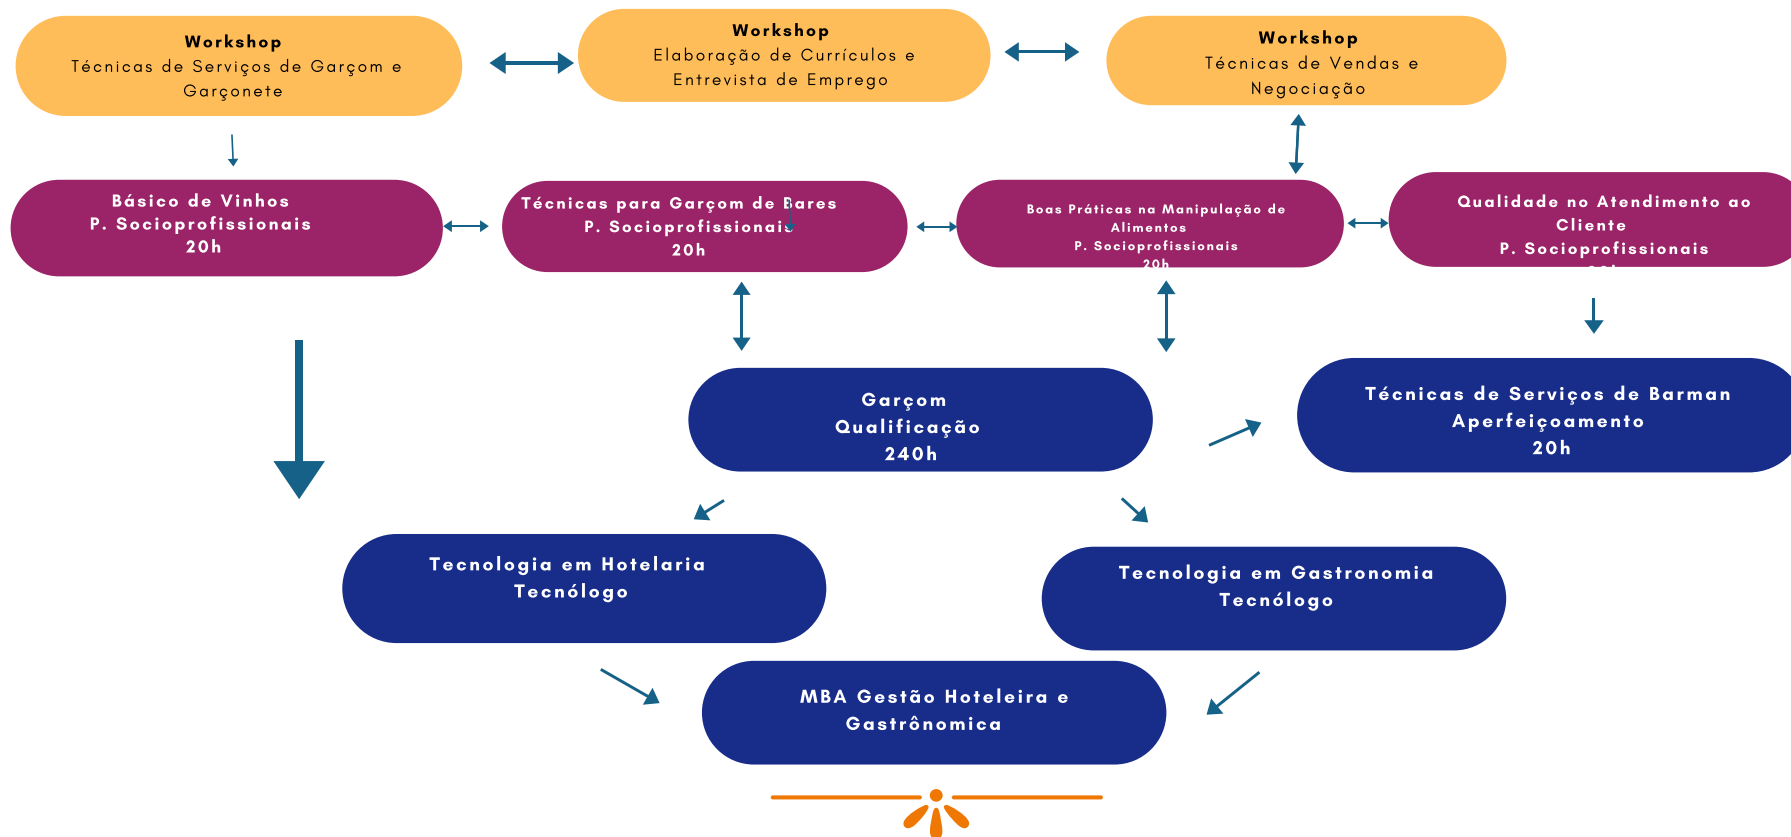 Workshop
Técnicas de Serviços de Garçom e
Garçonete
Workshop
Elaboração de Currículos e
Entrevista de Emprego
Workshop
Técnicas de Vendas e
Negociação
Básico de Vinhos
P. Socioprofissionais
20h
Técnicas para Garçom de Bares
P. Socioprofissionais
20h
Boas Práticas na Manipulação de
Alimentos
P. Socioprofissionais
20h
Qualidade no Atendimento ao
Cliente
P. Socioprofissionais
Garçom
Qualificação
240h
Técnicas de Serviços de Barman
Aperfeiçoamento
20h
Tecnologia em Hotelaria
Tecnólogo
Tecnologia em Gastronomia
Tecnólogo
MBA Gestão Hoteleira e
Gastrônomica